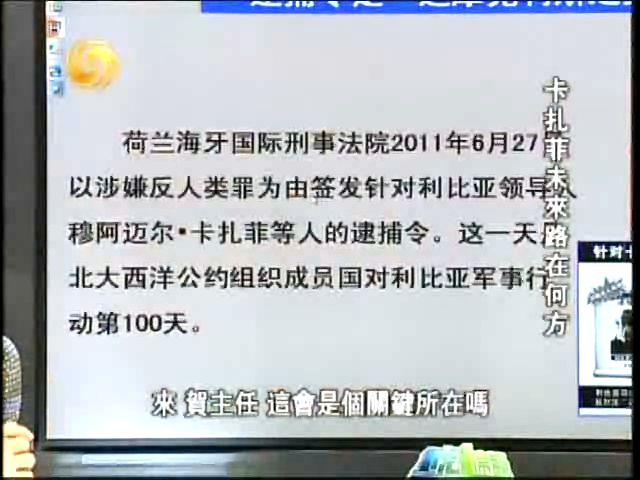 荷兰海牙国际刑事法院2011年6月27
以涉嫌反人类罪为由签发针对利比亚领导人
穆阿迈尔•卡扎菲等人的逮捕令。这一天
北大西洋公约组织成员国对利比亚军事行
动第100天。
卡扎菲未來路在何方
针对
來 賀主任 這會是個關鍵所在嗎